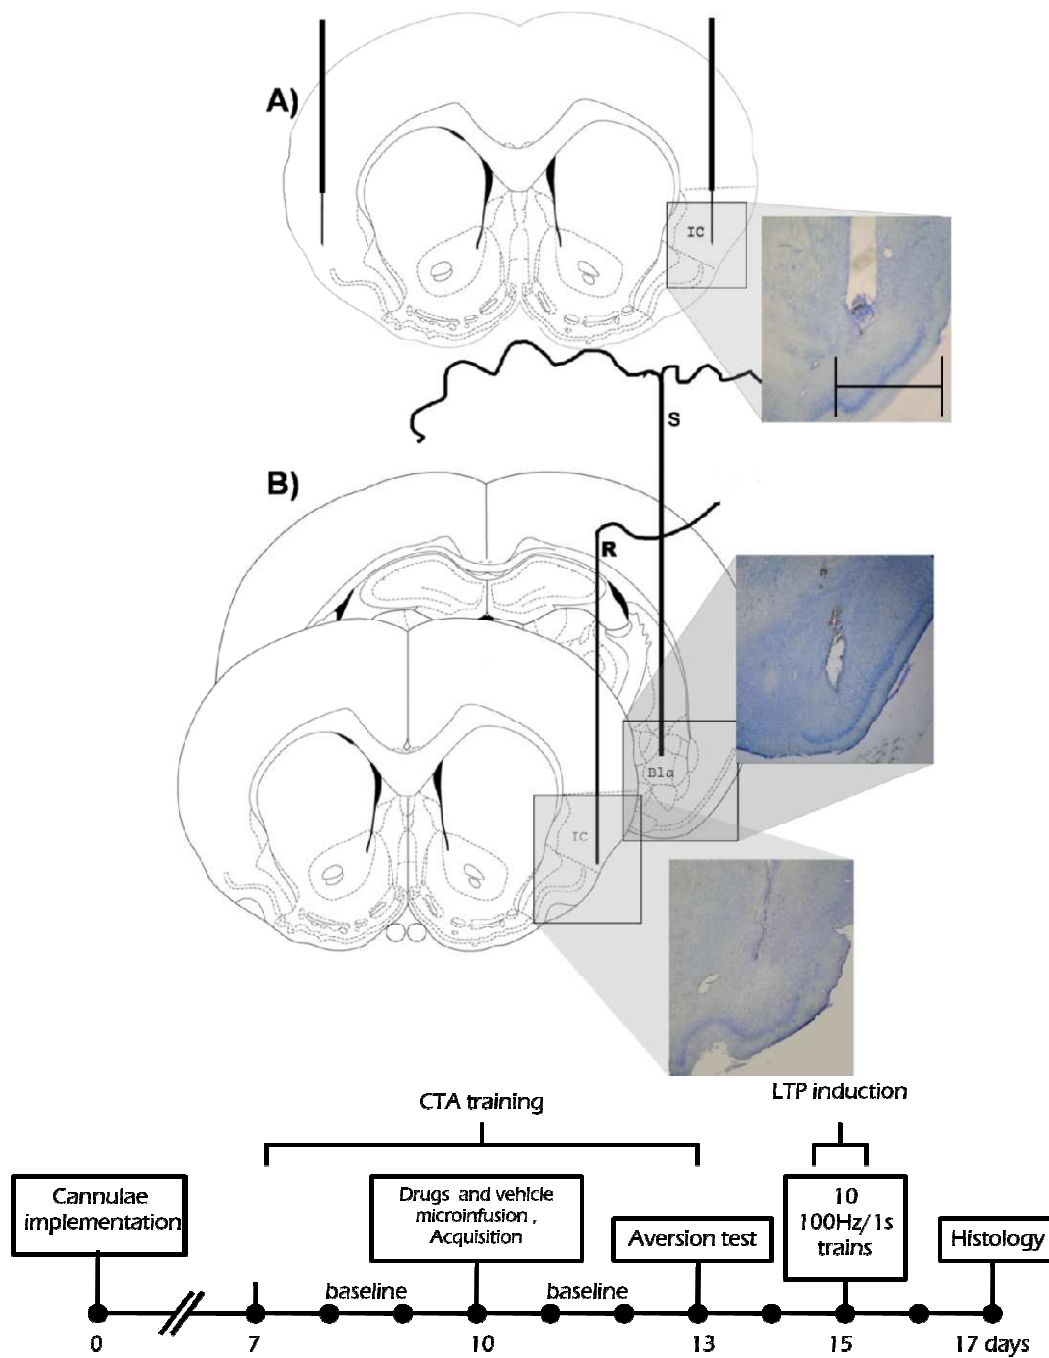 A)
IC
S
B)
R
Bla
IC
CTA training
LTP induction
Cannulae
implementation
Drugs and vehicle
microinfusion ,
Acquisition
Aversion test
10
100Hz/1s
trains
Histology
baseline
baseline
0
7
10
13
15
17 days